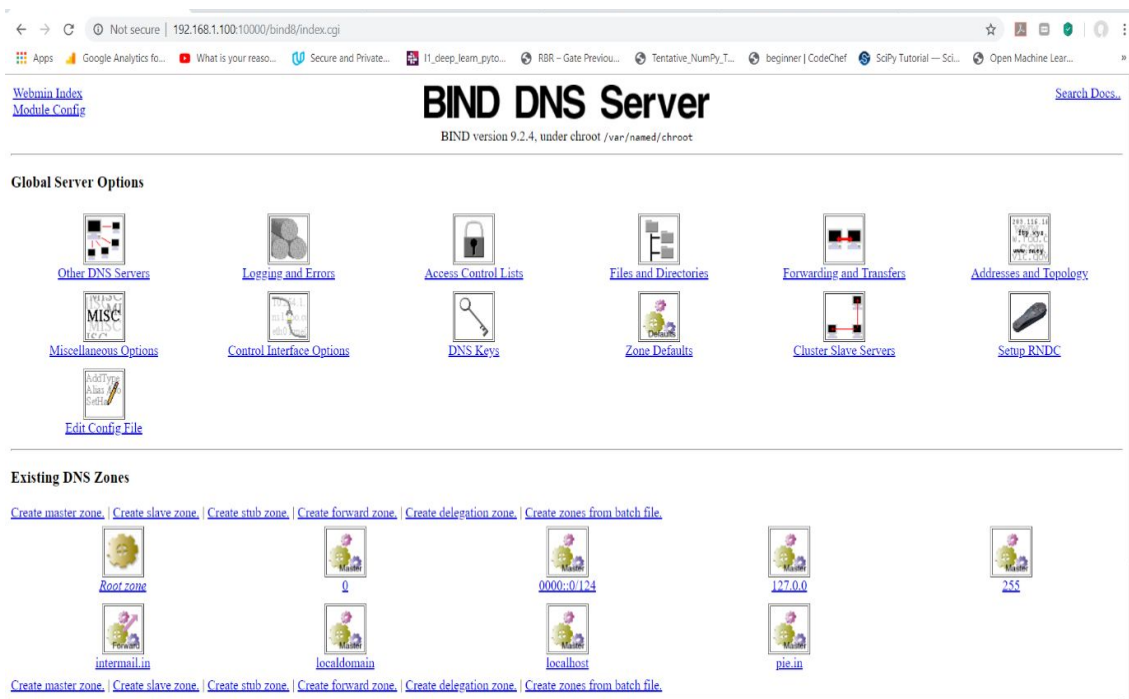 Not secure | 192.168.1.100:10000/bind8/index.cgi
Apps Google Analytics fo... What is your reaso... Secure and Private... l1_deep_learn_pyto... RBR – Gate Previou... Tentative_NumPy_T... beginner | CodeChef SciPy Tutorial — Sci... Open Machine Lear... »
Webmin Index
Module Config
BIND DNS Server
Search Docs..
BIND version 9.2.4, under chroot /var/named/chroot
Global Server Options
Other DNS Servers Logging and Errors Access Control Lists Files and Directories Forwarding and Transfers Addresses and Topology
MISC
Defaults
Miscellaneous Options Control Interface Options DNS Keys Zone Defaults Cluster Slave Servers Setup RNDC
AddType
Alias
SetHa
Edit Config File
Existing DNS Zones
Create master zone. | Create slave zone. | Create stub zone. | Create forward zone. | Create delegation zone. | Create zones from batch file.
Master Master Master Master
Root zone 0 0000::0/124 127.0.0 255
Forward Master Master Master
intermail.in localdomain localhost pie.in
Create master zone. | Create slave zone. | Create stub zone. | Create forward zone. | Create delegation zone. | Create zones from batch file.